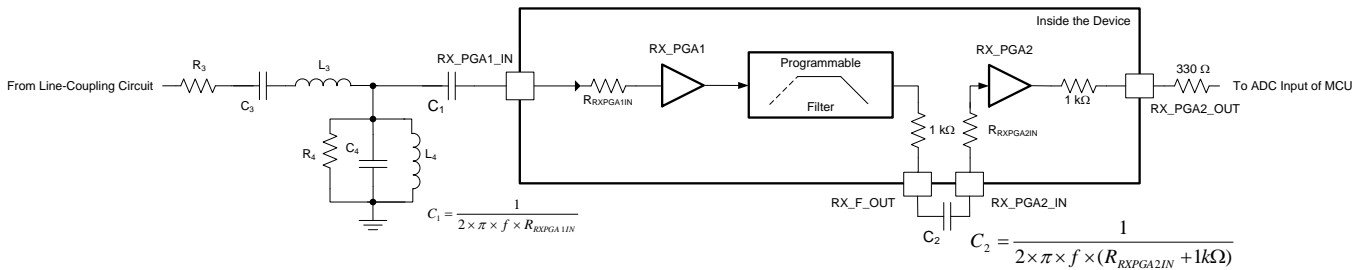 Inside the Device
From Line-Coupling Circuit
R3
C3
L3
C1
RX_PGA1_IN
R4
C4
L4
RRXPGA1IN
RX_PGA1
Programmable
Filter
1 kΩ
RRXPGA2IN
RX_PGA2
1 kΩ
330 Ω
RX_PGA2_OUT
To ADC Input of MCU
RX_F_OUT
RX_PGA2_IN
C2
C1 = 1 / (2 × π × f × RRXPGA1IN)
C2 = 1 / (2 × π × f × (RRXPGA2IN + 1kΩ))